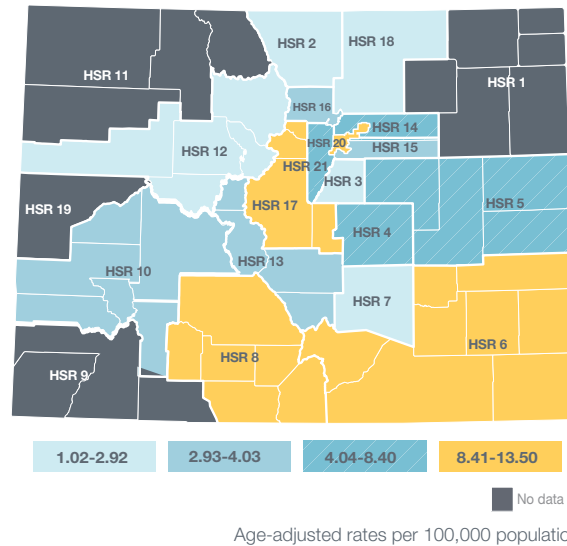 HSR 2
HSR 18
HSR 11
HSR 1
HSR 16
HSR 14
HSR 20
HSR 15
HSR 12
HSR 21
HSR 3
HSR 19
HSR 17
HSR 5
HSR 4
HSR 13
HSR 10
HSR 7
HSR 6
HSR 8
HSR 9
1.02-2.92 2.93-4.03 4.04-8.40 8.41-13.50
No data
Age-adjusted rates per 100,000 populatio